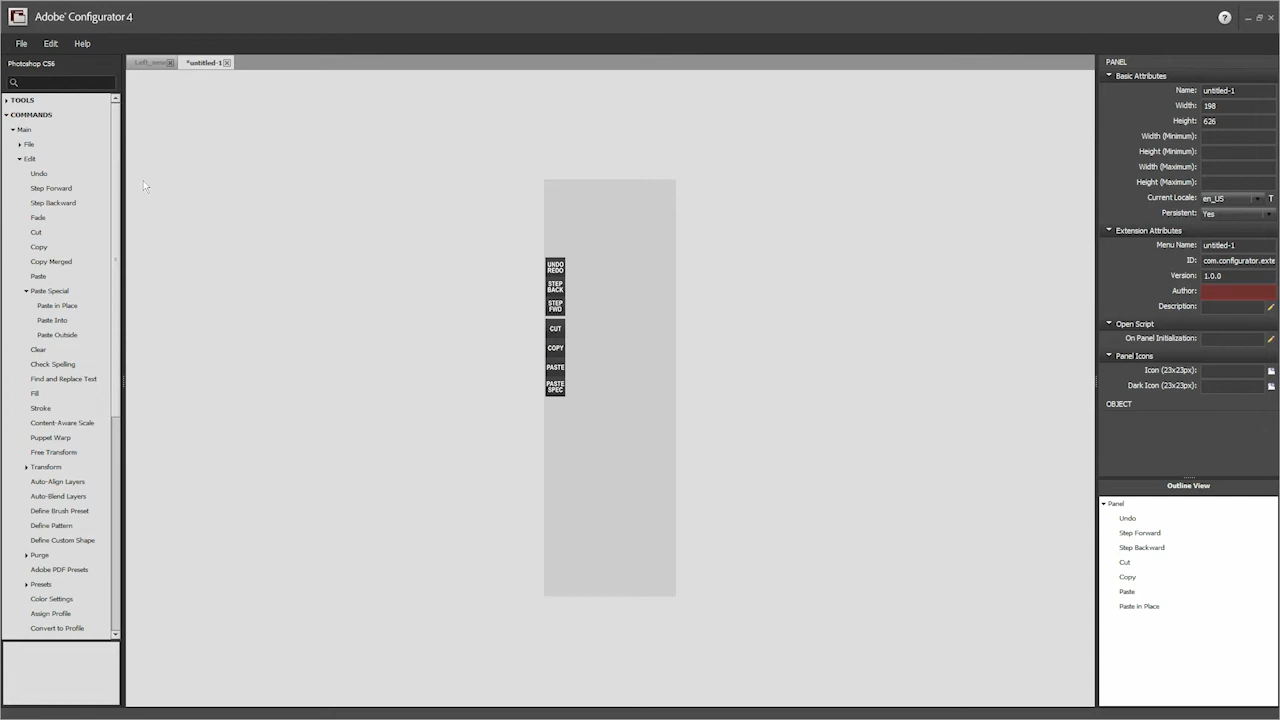 Adobe® Configurator 4
?
File Edit Help
Photoshop CS6
*untitled-1
TOOLS
COMMANDS
Main
File
Edit
Undo
Step Forward
Step Backward
Fade
Cut
Copy
Copy Merged
Paste
Paste Special
Paste in Place
Paste Into
Paste Outside
Clear
Check Spelling
Find and Replace Text
Fill
Stroke
Content-Aware Scale
Puppet Warp
Free Transform
Transform
Auto-Align Layers
Auto-Blend Layers
Define Brush Preset
Define Pattern
Define Custom Shape
Purge
Adobe PDF Presets
Presets
Color Settings
Assign Profile
Convert to Profile
UNDO
REDO
STEP
BACK
STEP
FWD
CUT
COPY
PASTE
PASTE
SPEC
PANEL
Basic Attributes
Name: untitled-1
Width: 198
Height: 626
Width (Minimum):
Height (Minimum):
Width (Maximum):
Height (Maximum):
Current Locale: en_US T
Persistent: Yes
Extension Attributes
Menu Name: untitled-1
ID: com.configurator.exte
Version: 1.0.0
Author:
Description:
Open Script
On Panel Initialization:
Panel Icons
Icon (23x23px):
Dark Icon (23x23px):
OBJECT
Outline View
Panel
Undo
Step Forward
Step Backward
Cut
Copy
Paste
Paste in Place